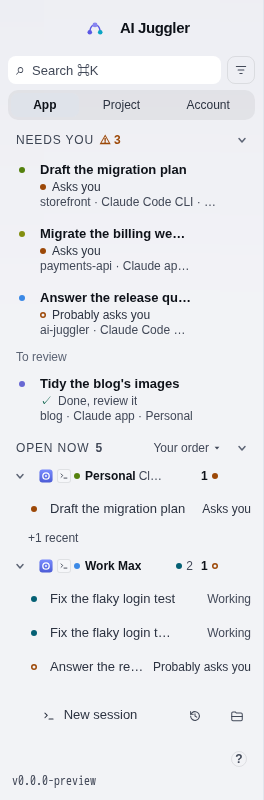 AI Juggler
Search ⌘K
App Project Account
NEEDS YOU 3
Draft the migration plan
Asks you
storefront · Claude Code CLI · …
Migrate the billing we…
Asks you
payments-api · Claude ap…
Answer the release qu…
Probably asks you
ai-juggler · Claude Code …
To review
Tidy the blog's images
✓ Done, review it
blog · Claude app · Personal
OPEN NOW 5 Your order
Personal Cl… 1
Draft the migration plan Asks you
+1 recent
Work Max 2 1
Fix the flaky login test Working
Fix the flaky login t… Working
Answer the re… Probably asks you
New session
?
v0.0.0-preview